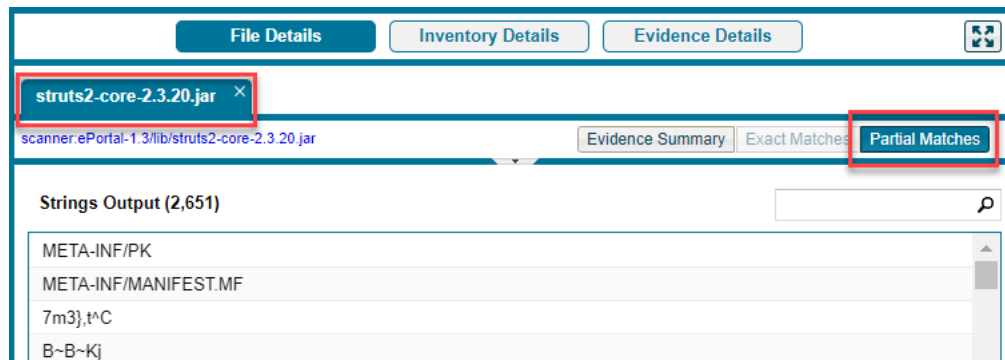 File Details Inventory Details Evidence Details
struts2-core-2.3.20.jar ×
scanner:ePortal-1.3/lib/struts2-core-2.3.20.jar Evidence Summary Exact Matches Partial Matches
Strings Output (2,651)
META-INF/PK
META-INF/MANIFEST.MF
7m3},t^C
B~B~Kj